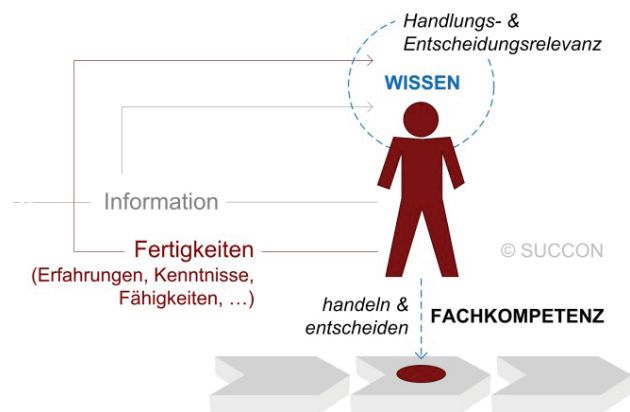 Handlungs- &
Entscheidungsrelevanz
WISSEN
Information
Fertigkeiten
(Erfahrungen, Kenntnisse,
Fähigkeiten, …)
© SUCCON
handeln &
entscheiden
FACHKOMPETENZ